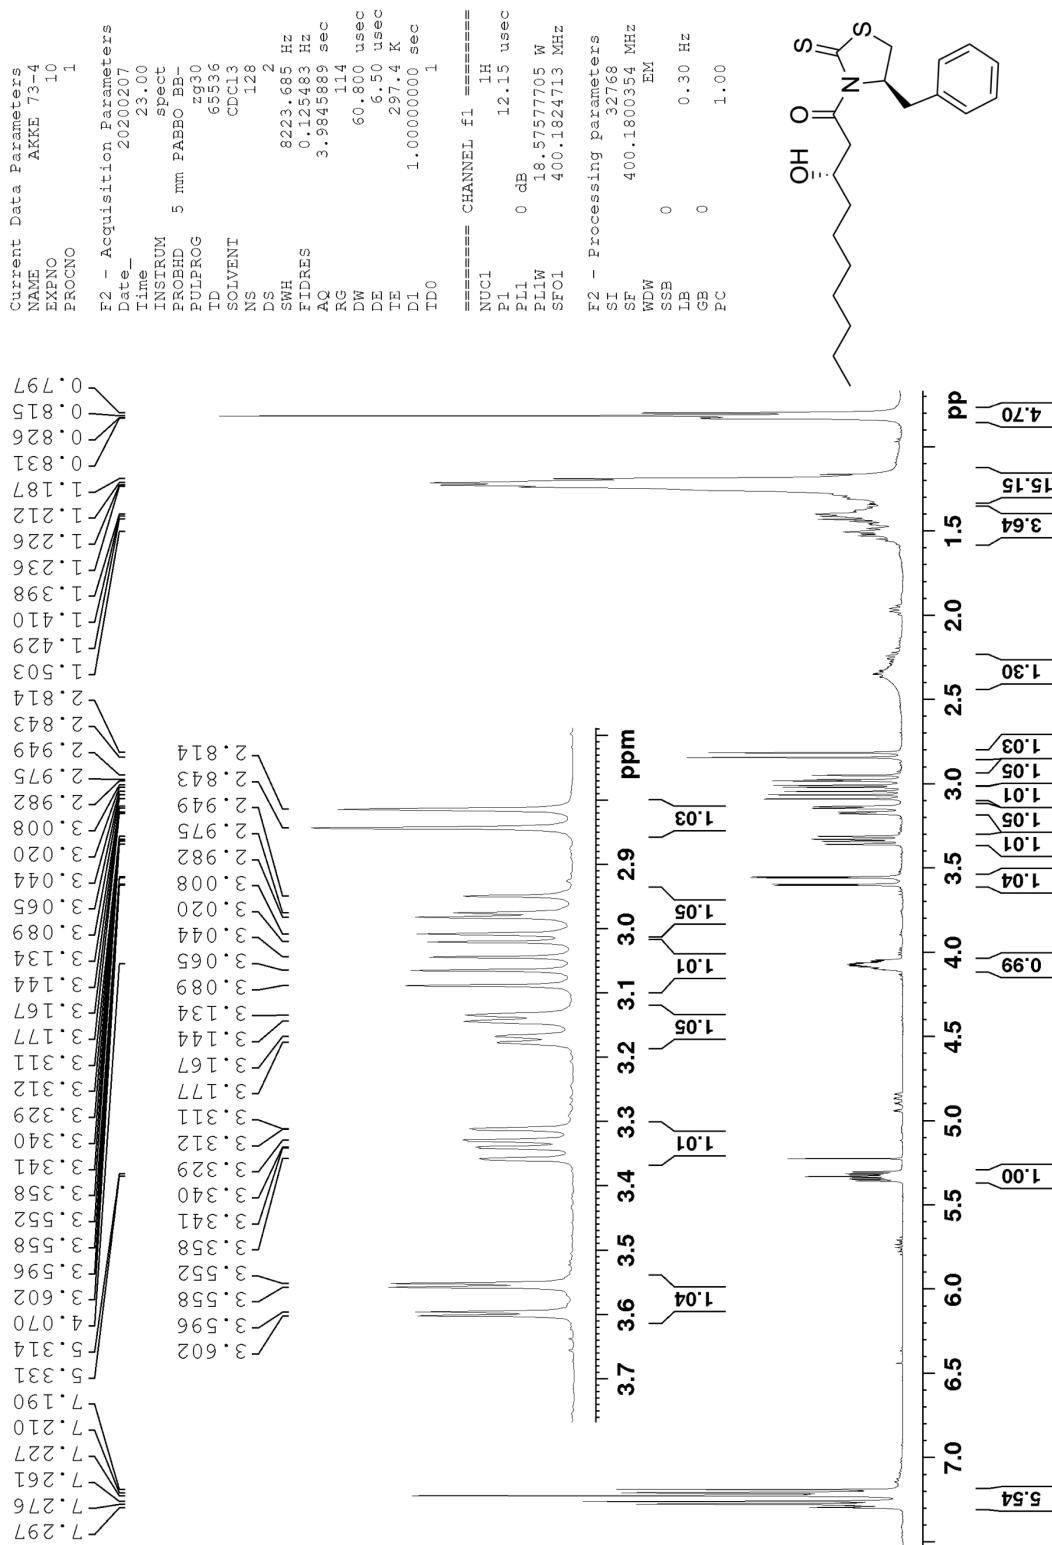 Current Data Parameters
NAME AKKE 73-4
EXPNO 10
PROCNO 1
F2 - Acquisition Parameters
Date_ 20200207
Time 23.00
INSTRUM spect
PROBHD 5 mm PABBO BB-
PULPROG zg30
TD 65536
SOLVENT CDCl3
NS 128
DS 2
SWH 8223.685 Hz
FIDRES 0.125483 Hz
AQ 3.9845889 sec
RG 114
DW 60.800 usec
DE 6.50 usec
TE 297.4 K
D1 1.00000000 sec
TD0 1
======== CHANNEL f1 ========
NUC1 1H
P1 12.15 usec
PL1 0 dB
PL1W 18.57577705 W
SFO1 400.1824713 MHz
F2 - Processing parameters
SI 32768
SF 400.1800354 MHz
WDW EM
SSB 0
LB 0.30 Hz
GB 0
PC 1.00
S
S
N
O
OH
7.297
7.276
7.261
7.227
7.210
7.190
5.331
5.314
4.070
3.602
3.596
3.558
3.552
3.358
3.341
3.340
3.329
3.312
3.311
3.177
3.167
3.144
3.134
3.089
3.065
3.044
3.020
3.008
2.982
2.975
2.949
2.843
2.814
1.503
1.429
1.410
1.398
1.236
1.226
1.212
1.187
0.831
0.826
0.815
0.797
3.602
3.596
3.558
3.552
3.358
3.341
3.340
3.329
3.312
3.311
3.177
3.167
3.144
3.134
3.089
3.065
3.044
3.020
3.008
2.982
2.975
2.949
2.843
2.814
3.7 3.6 3.5 3.4 3.3 3.2 3.1 3.0 2.9 ppm
1.04 1.01 1.05 1.01 1.05 1.03
7.0 6.5 6.0 5.5 5.0 4.5 4.0 3.5 3.0 2.5 2.0 1.5 pp
5.54 1.00 0.99 1.04 1.01 1.05 1.01 1.05 1.03 1.30 3.64 15.15 4.70